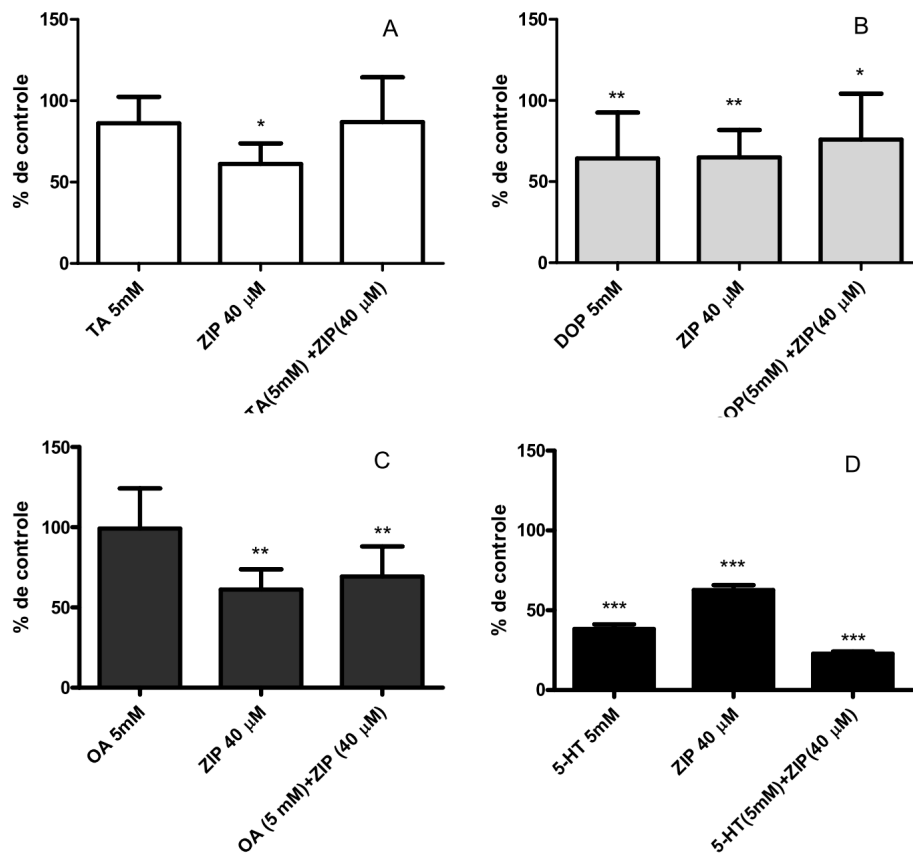 A
% de controle
150
100
50
0
*
TA 5mM
ZIP 40 µM
TA(5mM) +ZIP(40 µM)
B
% de controle
150
100
50
0
**
**
*
DOP 5mM
ZIP 40 µM
OP(5mM) +ZIP(40 µM)
C
% de controle
150
100
50
0
**
**
OA 5mM
ZIP 40 µM
OA (5 mM)+ZIP (40 µM)
D
% de controle
150
100
50
0
***
***
***
5-HT 5mM
ZIP 40 µM
5-HT(5mM)+ZIP(40 µM)